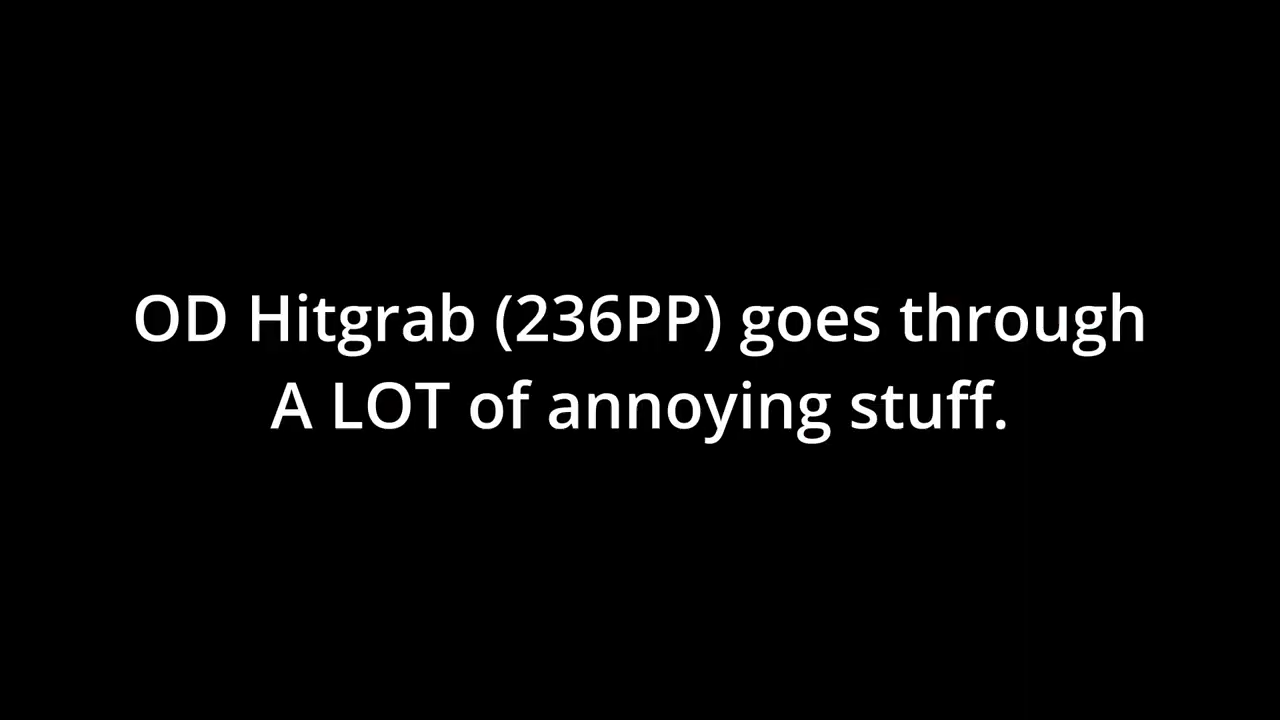 OD Hitgrab (236PP) goes through
A LOT of annoying stuff.